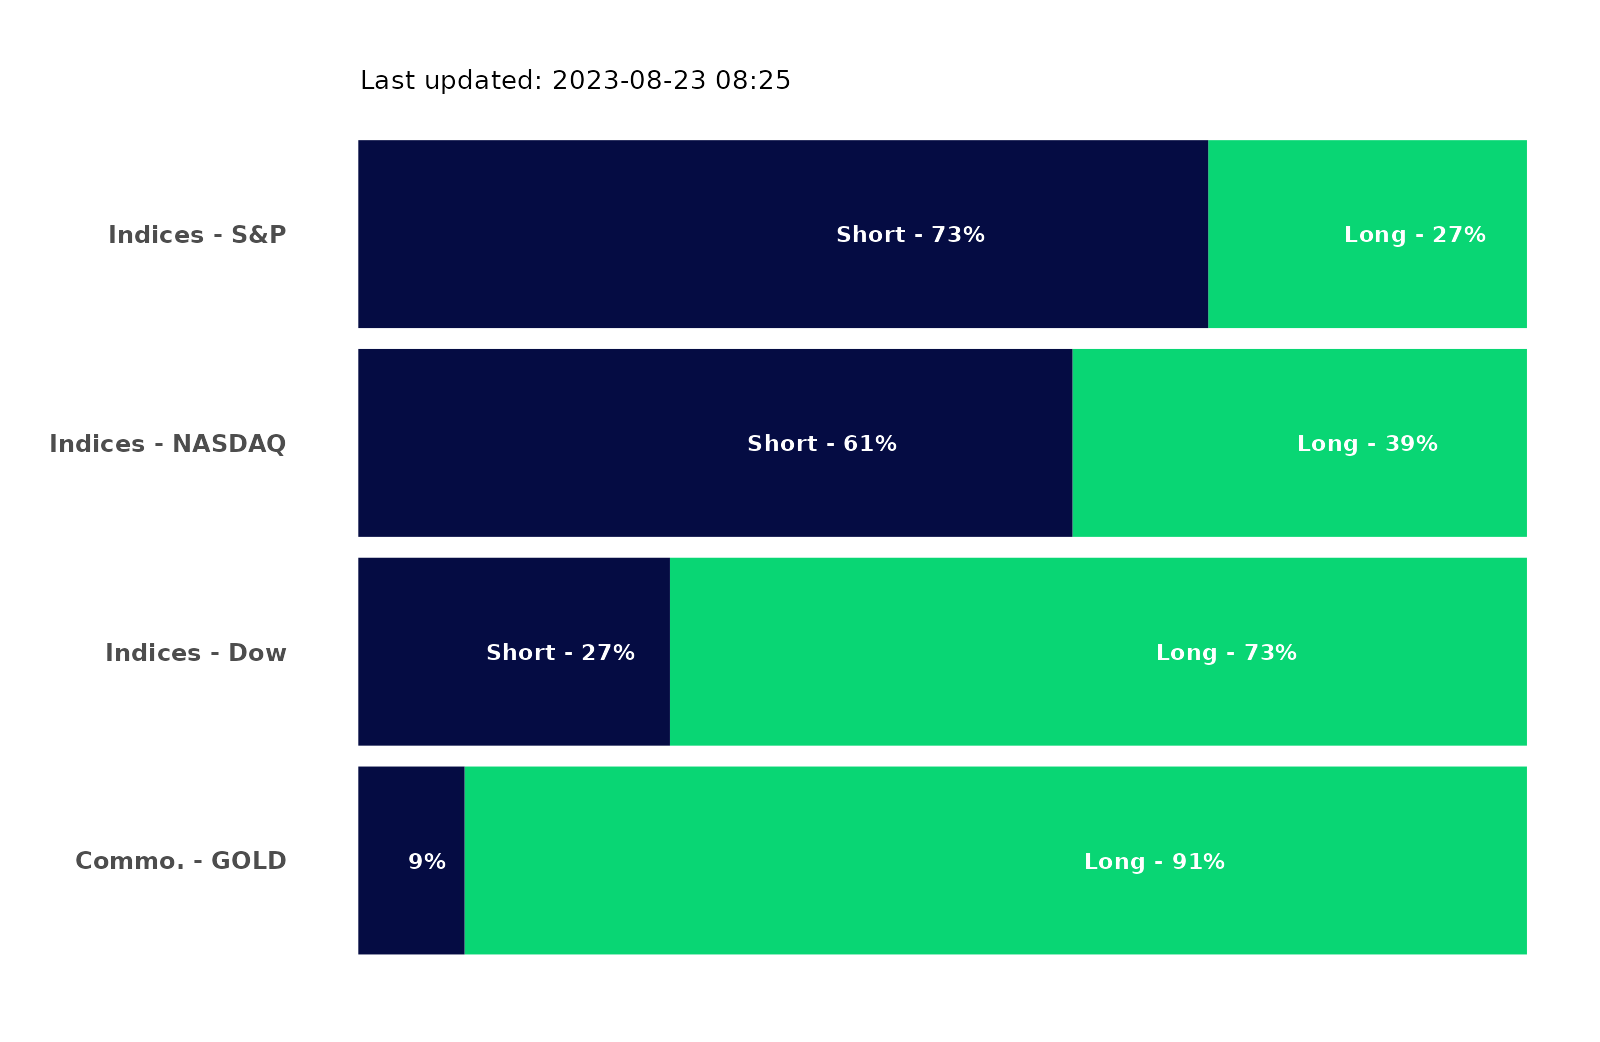 Last updated: 2023-08-23 08:25
Indices - S&P
Short - 73%
Long - 27%
Indices - NASDAQ
Short - 61%
Long - 39%
Indices - Dow
Short - 27%
Long - 73%
Commo. - GOLD
9%
Long - 91%